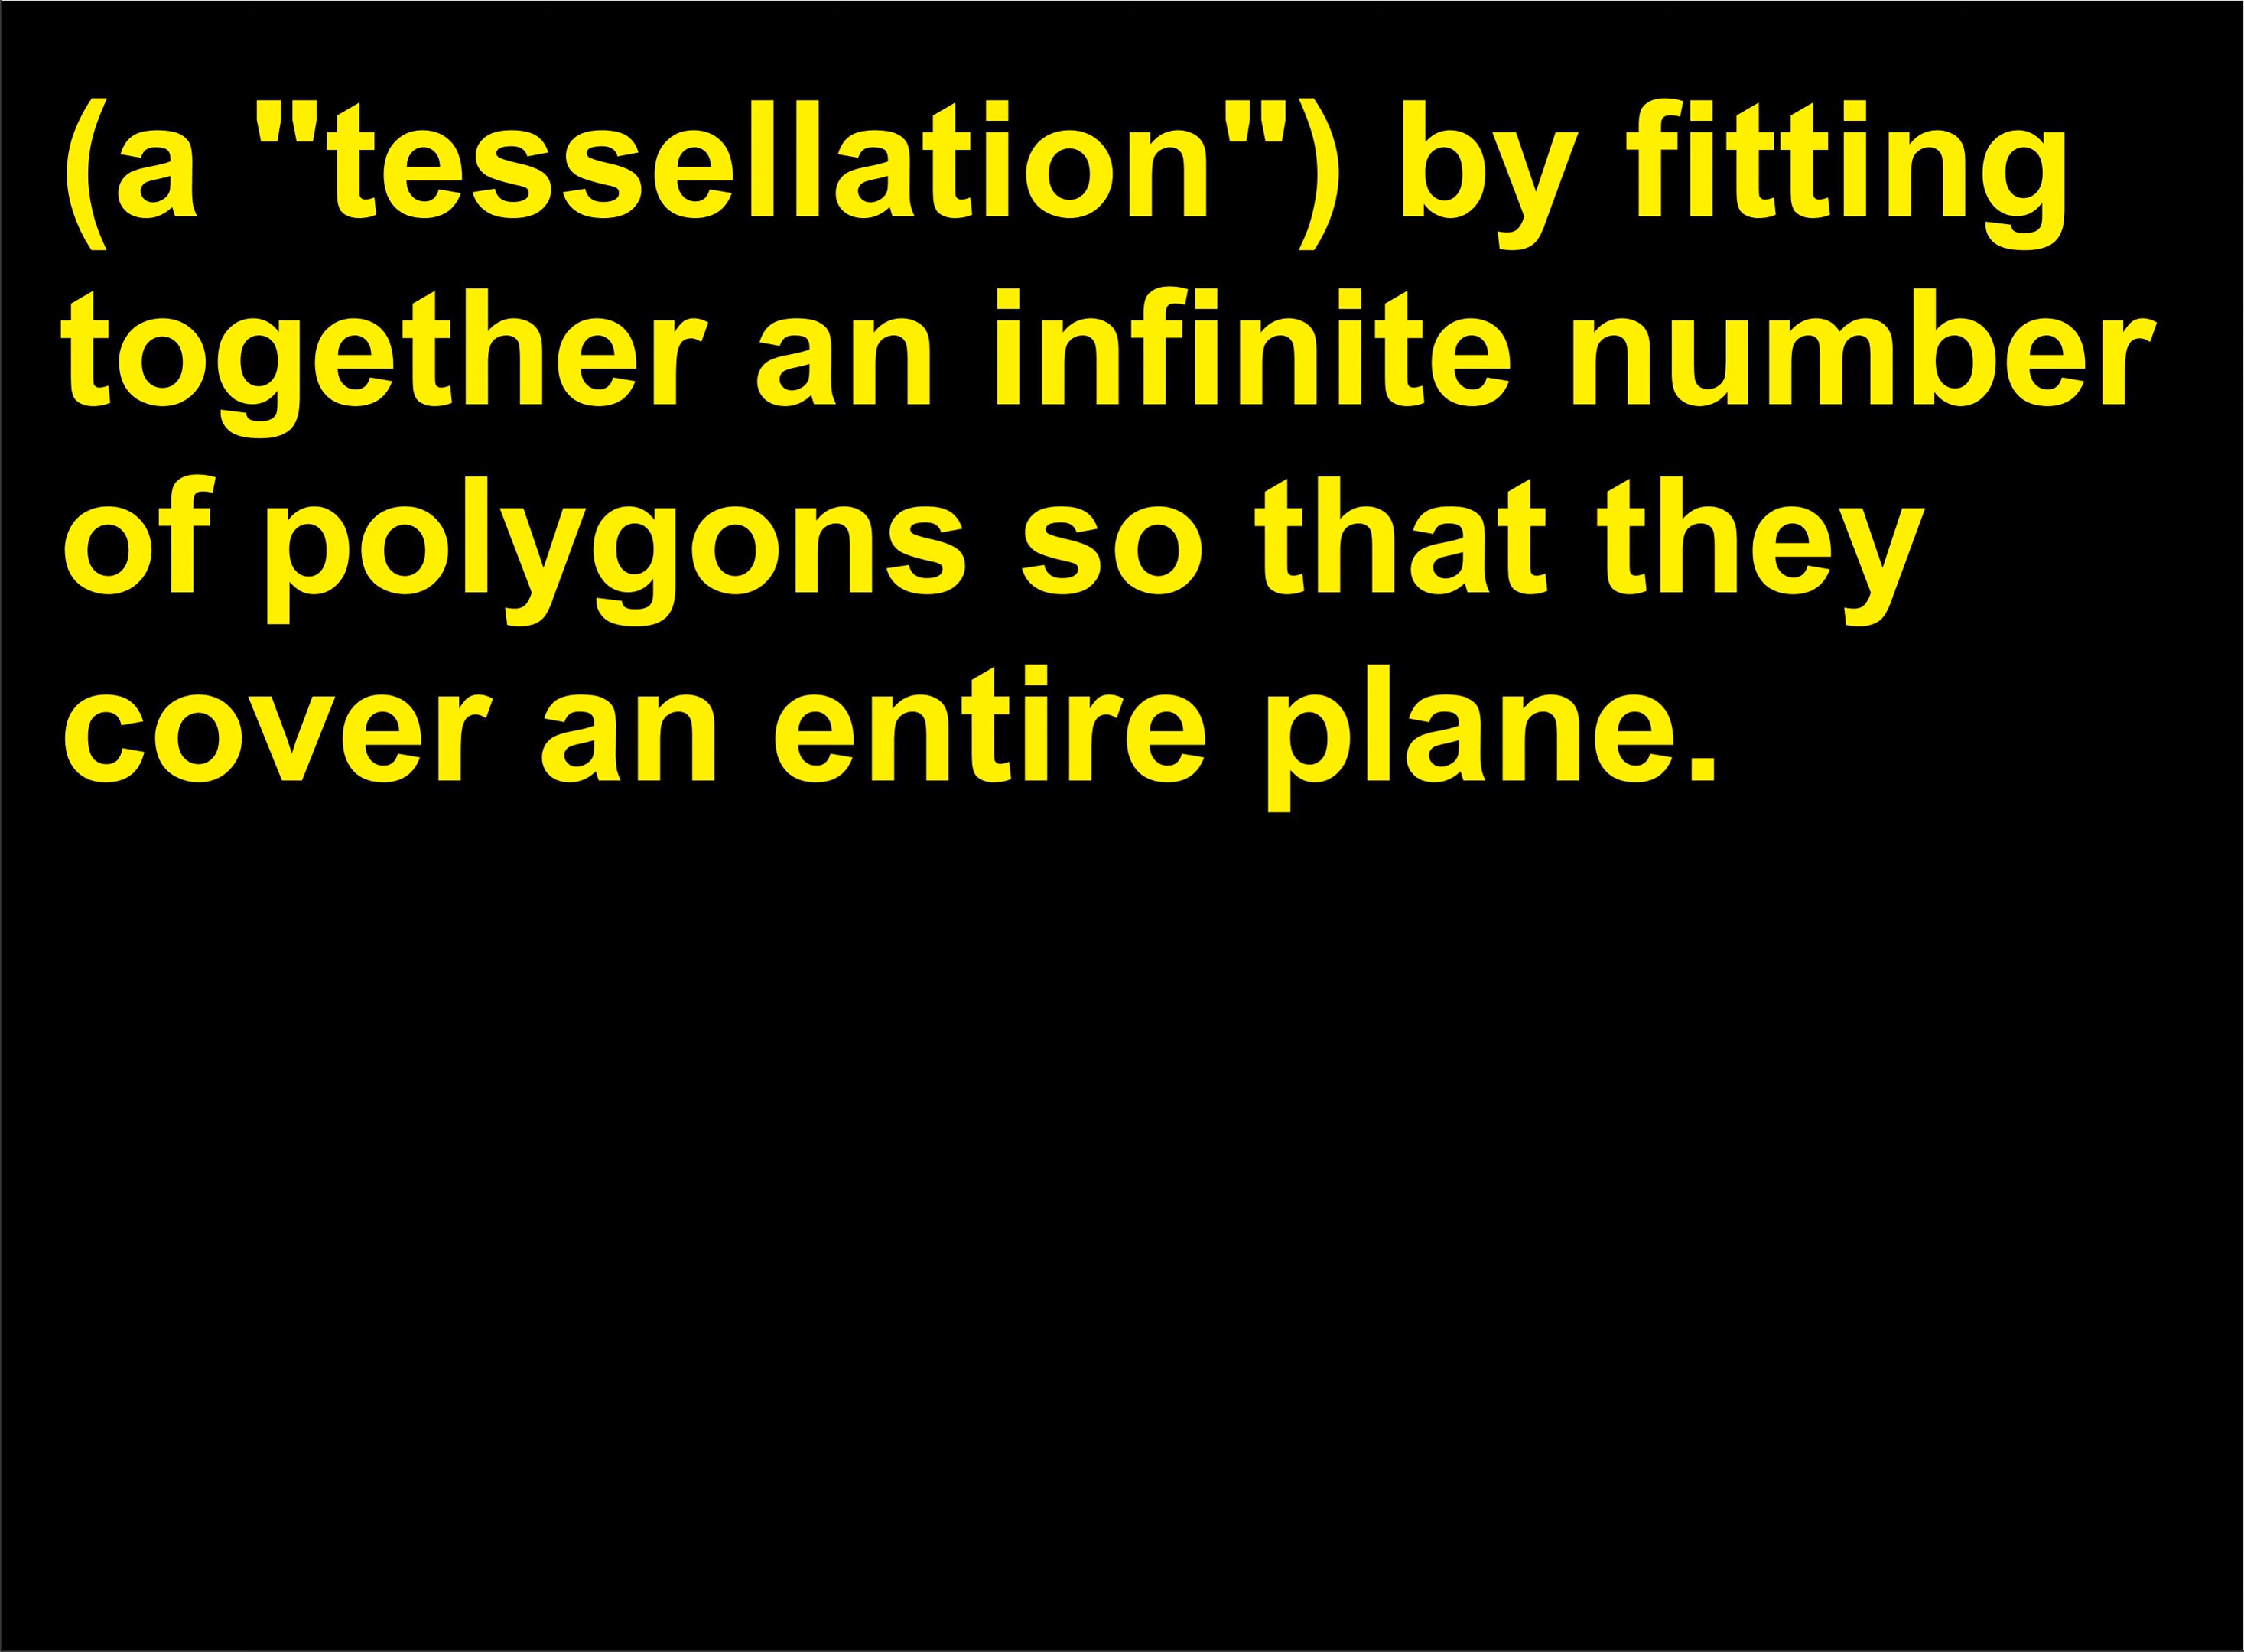 (a "tessellation") by fitting
together an infinite number
of polygons so that they
cover an entire plane.